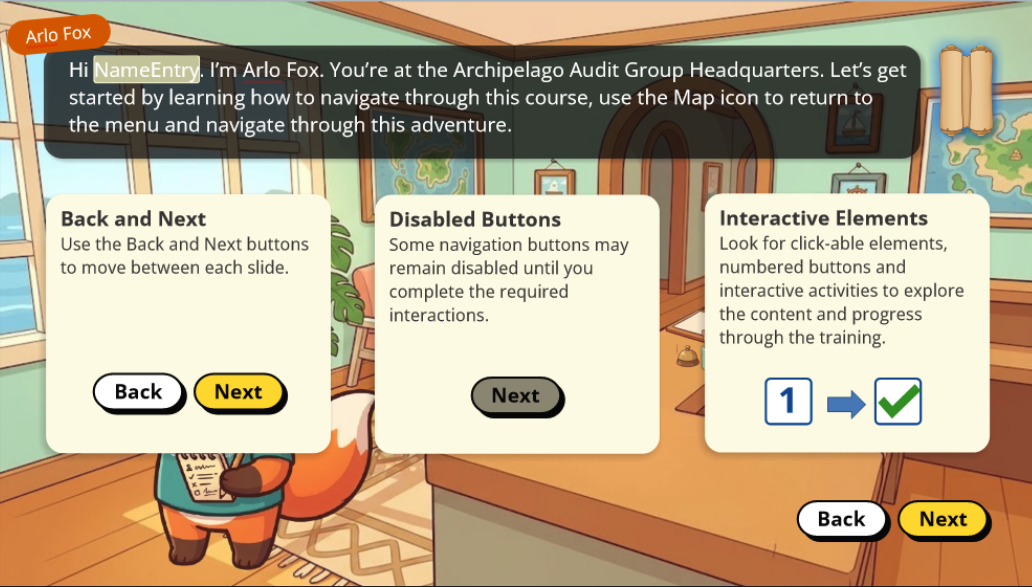 Arlo Fox
Hi NameEntry. I’m Arlo Fox. You’re at the Archipelago Audit Group Headquarters. Let’s get
started by learning how to navigate through this course, use the Map icon to return to
the menu and navigate through this adventure.
Back and Next
Use the Back and Next buttons
to move between each slide.
Back
Next
Disabled Buttons
Some navigation buttons may
remain disabled until you
complete the required
interactions.
Next
Interactive Elements
Look for click-able elements,
numbered buttons and
interactive activities to explore
the content and progress
through the training.
1
Back
Next